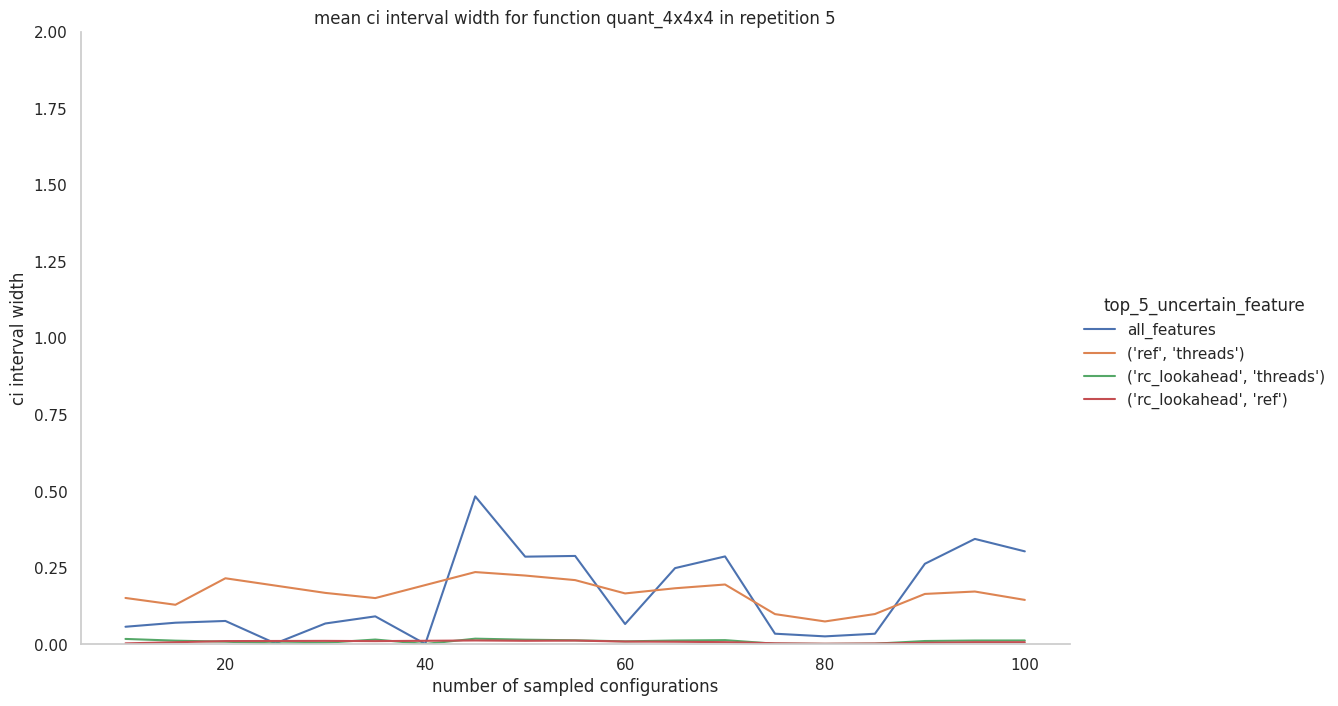 mean ci interval width for function quant_4x4x4 in repetition 5
2.00
1.75
1.50
1.25
1.00
0.75
0.50
0.25
0.00
ci interval width
20
40
60
80
100
number of sampled configurations
top_5_uncertain_feature
all_features
('ref', 'threads')
('rc_lookahead', 'threads')
('rc_lookahead', 'ref')